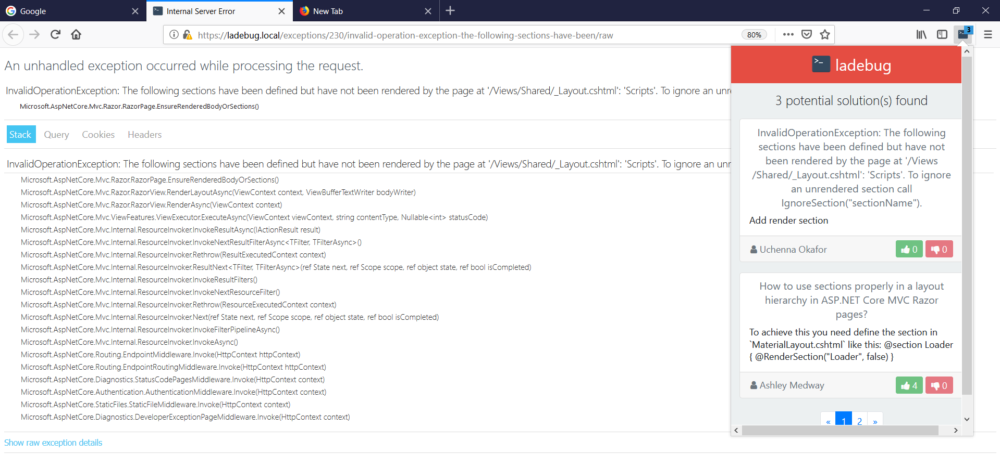 Google
Internal Server Error
New Tab
https://ladebug.local/exceptions/230/invalid-operation-exception-the-following-sections-have-been/raw
80%
3
An unhandled exception occurred while processing the request.
InvalidOperationException: The following sections have been defined but have not been rendered by the page at '/Views/Shared/_Layout.cshtml': 'Scripts'. To ignore an unre
Microsoft.AspNetCore.Mvc.Razor.RazorPage.EnsureRenderedBodyOrSections()
Stack Query Cookies Headers
InvalidOperationException: The following sections have been defined but have not been rendered by the page at '/Views/Shared/_Layout.cshtml': 'Scripts'. To ignore an unr
Microsoft.AspNetCore.Mvc.Razor.RazorPage.EnsureRenderedBodyOrSections()
Microsoft.AspNetCore.Mvc.Razor.RazorView.RenderLayoutAsync(ViewContext context, ViewBufferTextWriter bodyWriter)
Microsoft.AspNetCore.Mvc.Razor.RazorView.RenderAsync(ViewContext context)
Microsoft.AspNetCore.Mvc.ViewFeatures.ViewExecutor.ExecuteAsync(ViewContext viewContext, string contentType, Nullable<int> statusCode)
Microsoft.AspNetCore.Mvc.Internal.ResourceInvoker.InvokeResultAsync(IActionResult result)
Microsoft.AspNetCore.Mvc.Internal.ResourceInvoker.InvokeNextResultFilterAsync<TFilter, TFilterAsync>()
Microsoft.AspNetCore.Mvc.Internal.ResourceInvoker.Rethrow(ResultExecutedContext context)
Microsoft.AspNetCore.Mvc.Internal.ResourceInvoker.ResultNext<TFilter, TFilterAsync>(ref State next, ref Scope scope, ref object state, ref bool isCompleted)
Microsoft.AspNetCore.Mvc.Internal.ResourceInvoker.InvokeResultFilters()
Microsoft.AspNetCore.Mvc.Internal.ResourceInvoker.InvokeNextResourceFilter()
Microsoft.AspNetCore.Mvc.Internal.ResourceInvoker.Rethrow(ResourceExecutedContext context)
Microsoft.AspNetCore.Mvc.Internal.ResourceInvoker.Next(ref State next, ref Scope scope, ref object state, ref bool isCompleted)
Microsoft.AspNetCore.Mvc.Internal.ResourceInvoker.InvokeFilterPipelineAsync()
Microsoft.AspNetCore.Mvc.Internal.ResourceInvoker.InvokeAsync()
Microsoft.AspNetCore.Routing.EndpointMiddleware.Invoke(HttpContext httpContext)
Microsoft.AspNetCore.Routing.EndpointRoutingMiddleware.Invoke(HttpContext httpContext)
Microsoft.AspNetCore.Diagnostics.StatusCodePagesMiddleware.Invoke(HttpContext context)
Microsoft.AspNetCore.Authentication.AuthenticationMiddleware.Invoke(HttpContext context)
Microsoft.AspNetCore.StaticFiles.StaticFileMiddleware.Invoke(HttpContext context)
Microsoft.AspNetCore.Diagnostics.DeveloperExceptionPageMiddleware.Invoke(HttpContext context)
Show raw exception details
ladebug
3 potential solution(s) found
InvalidOperationException: The following
sections have been defined but have not
been rendered by the page at '/Views
/Shared/_Layout.cshtml': 'Scripts'. To ignore
an unrendered section call
IgnoreSection("sectionName").
Add render section
Uchenna Okafor 0 0
How to use sections properly in a layout
hierarchy in ASP.NET Core MVC Razor
pages?
To achieve this you need define the section in
`MaterialLayout.cshtml` like this: @section Loader
{ @RenderSection("Loader", false) }
Ashley Medway 4 0
« 1 2 »